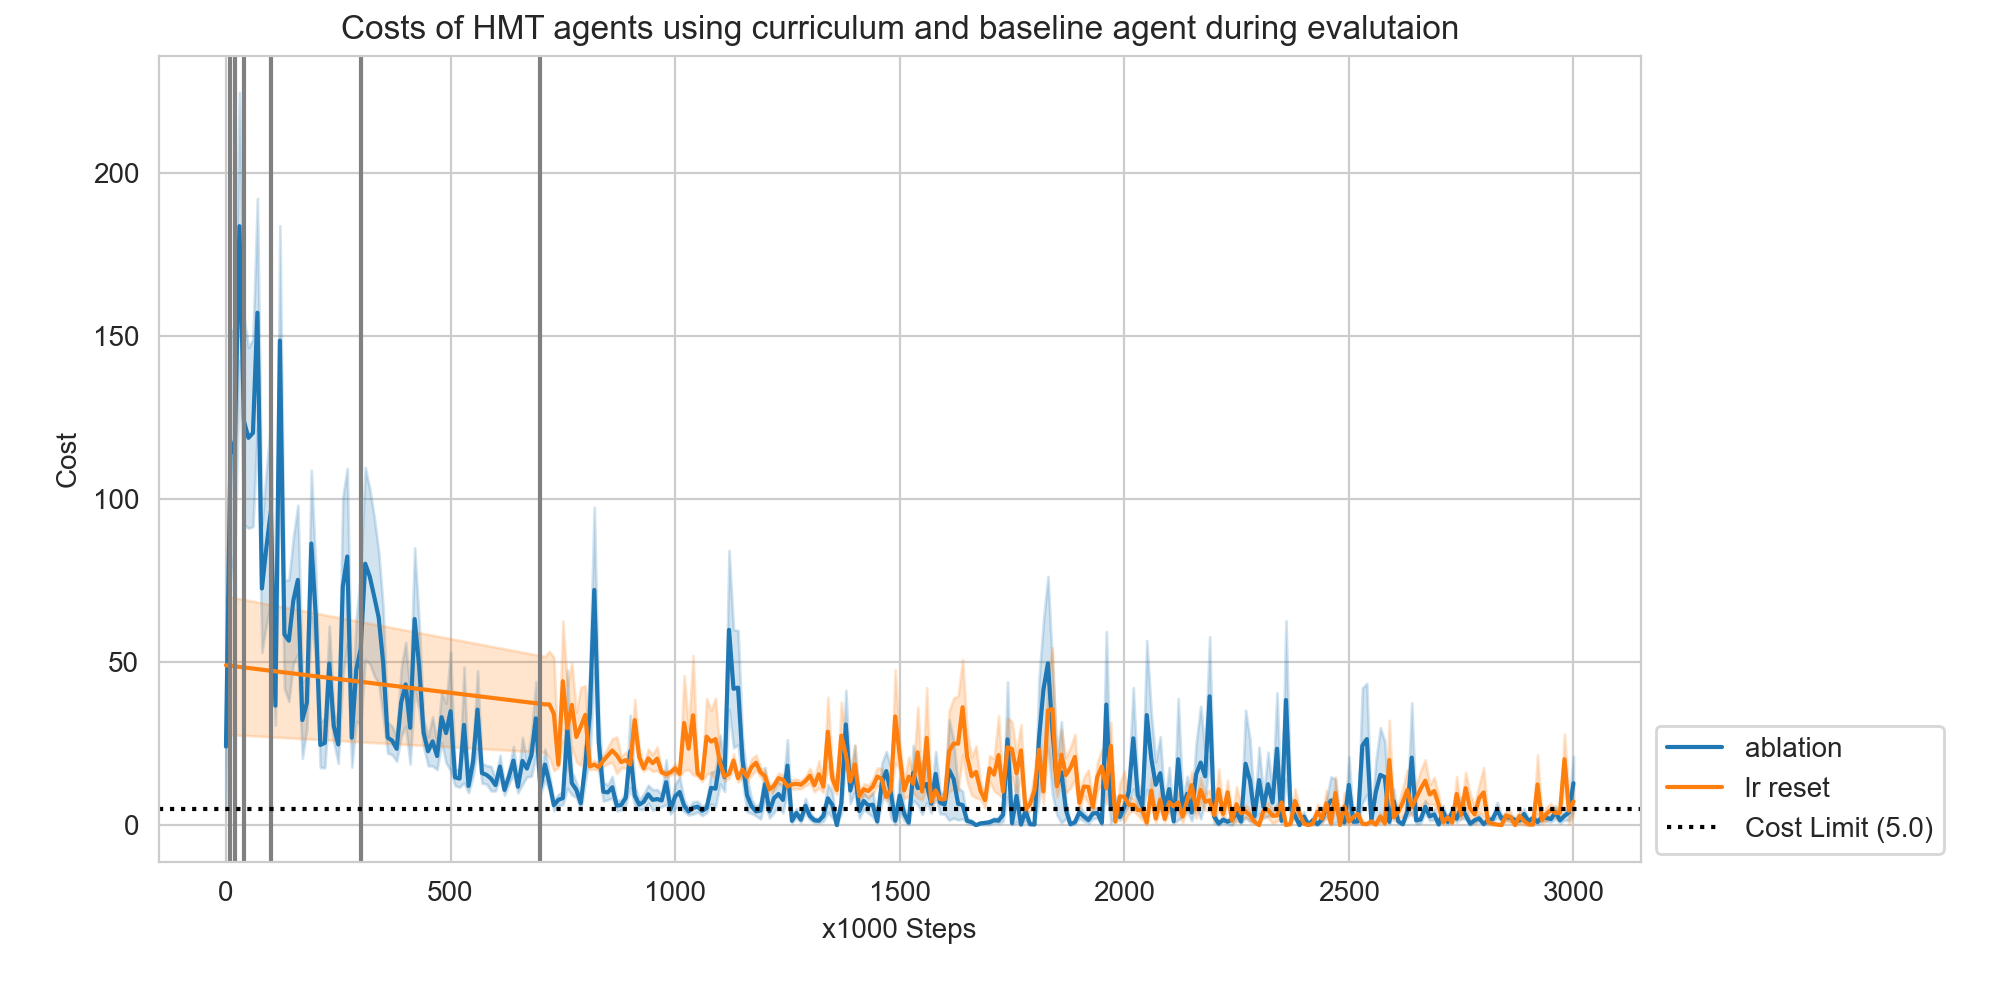 Costs of HMT agents using curriculum and baseline agent during evalutaion
200
150
100
50
0
Cost
0 500 1000 1500 2000 2500 3000
x1000 Steps
ablation
lr reset
Cost Limit (5.0)